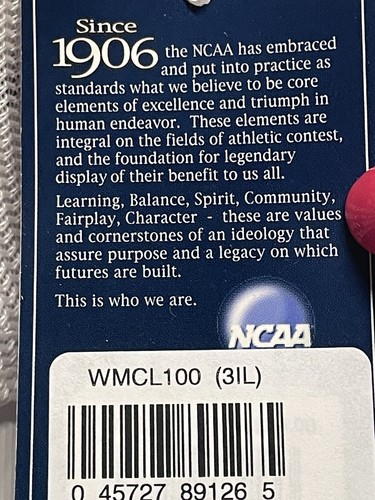 Since
1906 the NCAA has embraced
and put into practice as
standards what we believe to be core
elements of excellence and triumph in
human endeavor. These elements are
integral on the fields of athletic contest,
and the foundation for legendary
display of their benefit to us all.
Learning, Balance, Spirit, Community,
Fairplay, Character - these are values
and cornerstones of an ideology that
assure purpose and a legacy on which
futures are built.
This is who we are.
NCAA
WMCL100 (3IL)
0 45727 89126 5